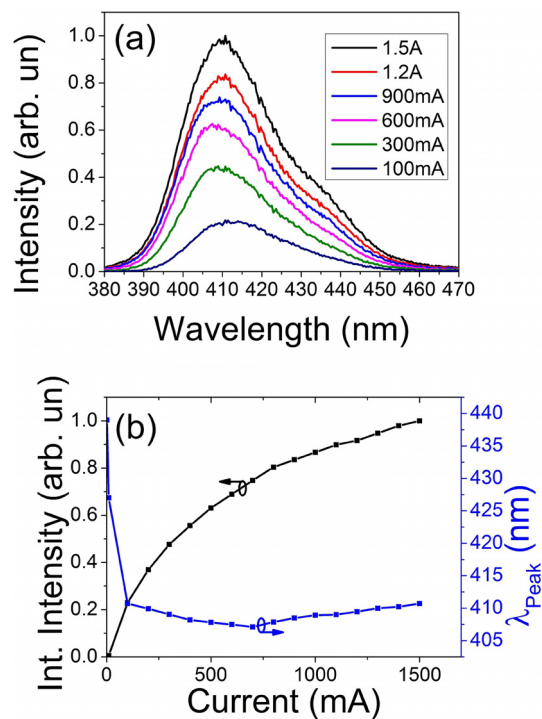 (a)
1.5A
1.2A
900mA
600mA
300mA
100mA
Intensity (arb. un)
1.0
0.8
0.6
0.4
0.2
0.0
380 390 400 410 420 430 440 450 460 470
Wavelength (nm)
(b)
Int. Intensity (arb. un)
1.0
0.8
0.6
0.4
0.2
0.0
440
435
430
425
420
415
410
405
λPeak (nm)
0 500 1000 1500
Current (mA)